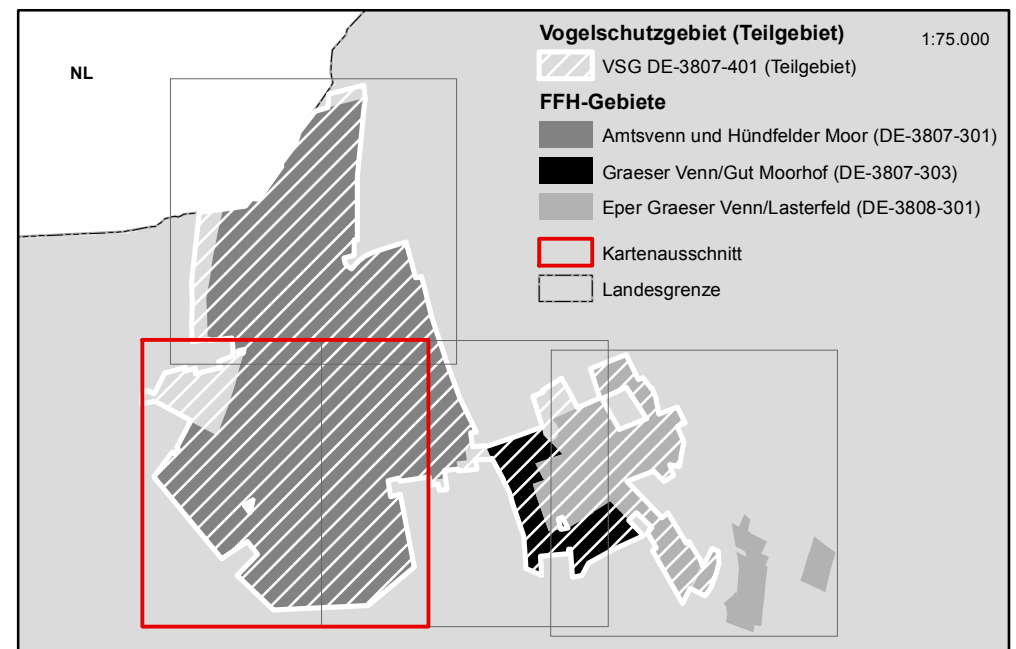 NL
Vogelschutzgebiet (Teilgebiet)
1:75.000
VSG DE-3807-401 (Teilgebiet)
FFH-Gebiete
Amtsvenn und Hündfelder Moor (DE-3807-301)
Graeser Venn/Gut Moorhof (DE-3807-303)
Eper Graeser Venn/Lasterfeld (DE-3808-301)
Kartenausschnitt
Landesgrenze